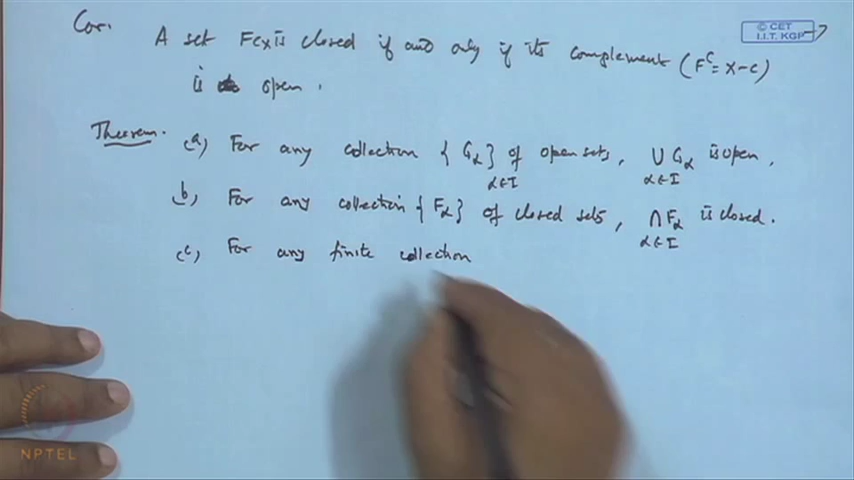 Cor.
© CET
I.I.T. KGP
A set F⊂X is closed if and only if its complement (F^c = X-C)
is open.
Theorem. (a) For any collection {G_α}_{α∈I} of open sets, ∪_{α∈I} G_α is open,
(b) For any collection {F_α} of closed sets, ∩_{α∈I} F_α is closed.
(c) For any finite collection
NPTEL